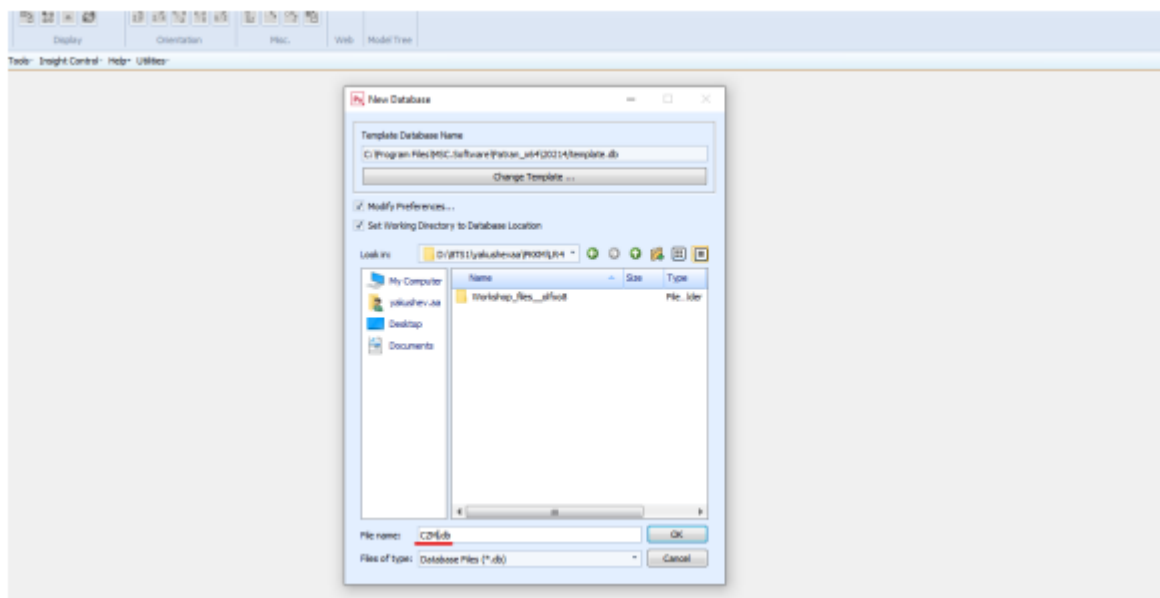 Display Orientation Misc. Web Model Tree
Tools Insight Control Help Utilities
New Database
Template Database Name
Change Template ...
Modify Preferences...
Set Working Directory to Database Location
Look in:
Name Size Type
My Computer
yakushev.aa
Desktop
Documents
File name:
OK
Files of type: Database Files (*.db)
Cancel